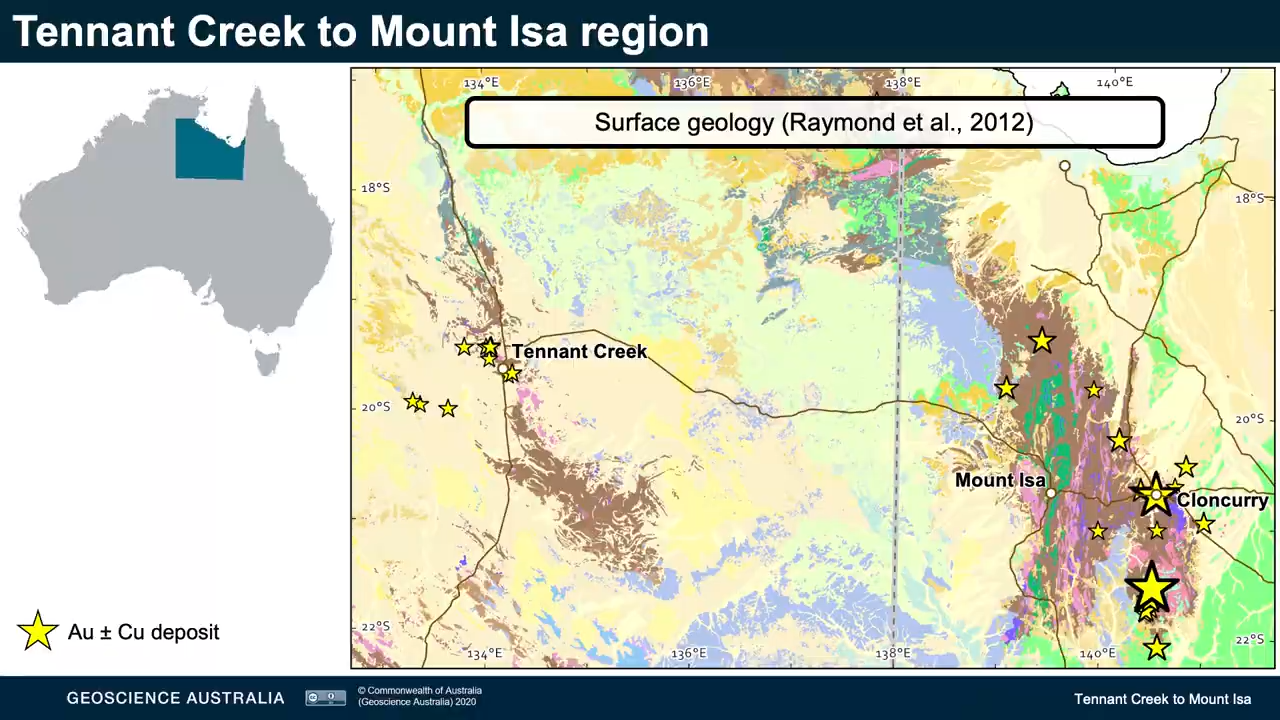 Tennant Creek to Mount Isa region
134°E 136°E 138°E 140°E
Surface geology (Raymond et al., 2012)
18°S 18°S
Tennant Creek
20°S 20°S
Mount Isa
Cloncurry
Au ± Cu deposit
22°S 22°S
134°E 136°E 138°E 140°E
GEOSCIENCE AUSTRALIA
© Commonwealth of Australia
(Geoscience Australia) 2020
Tennant Creek to Mount Isa